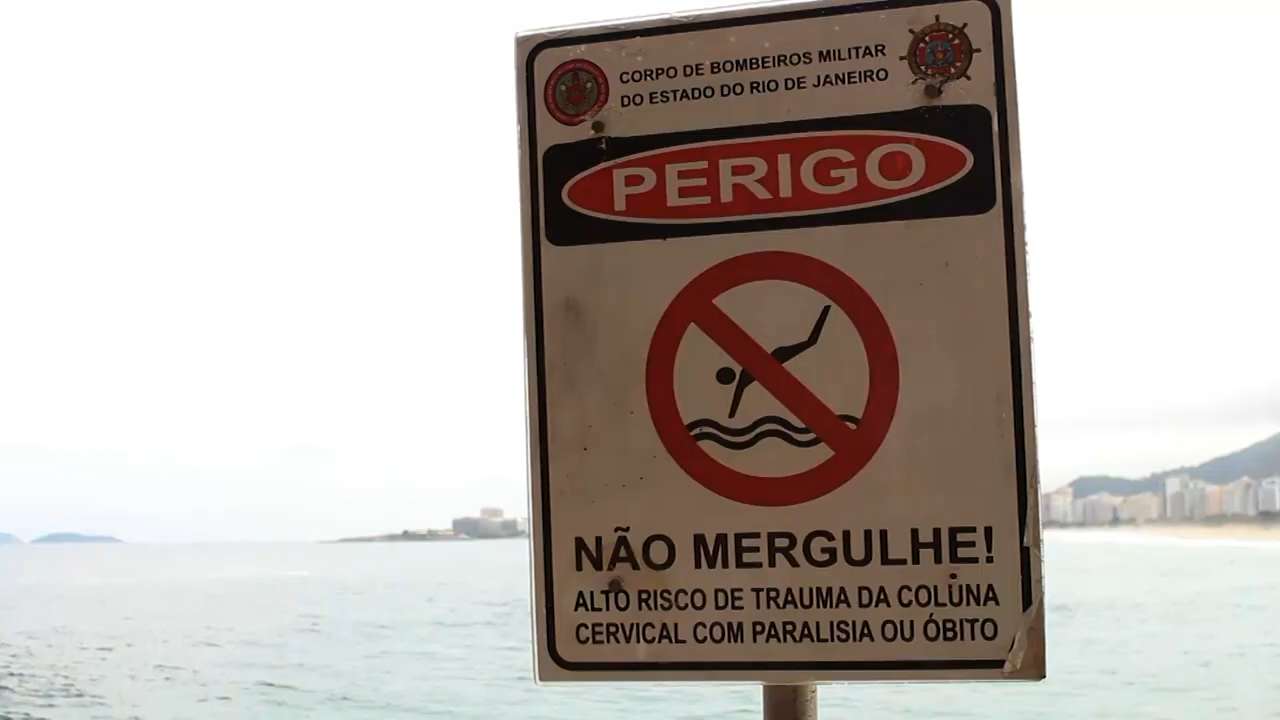 CORPO DE BOMBEIROS MILITAR
DO ESTADO DO RIO DE JANEIRO
PERIGO
NÃO MERGULHE!
ALTO RISCO DE TRAUMA DA COLUNA
CERVICAL COM PARALISIA OU ÓBITO